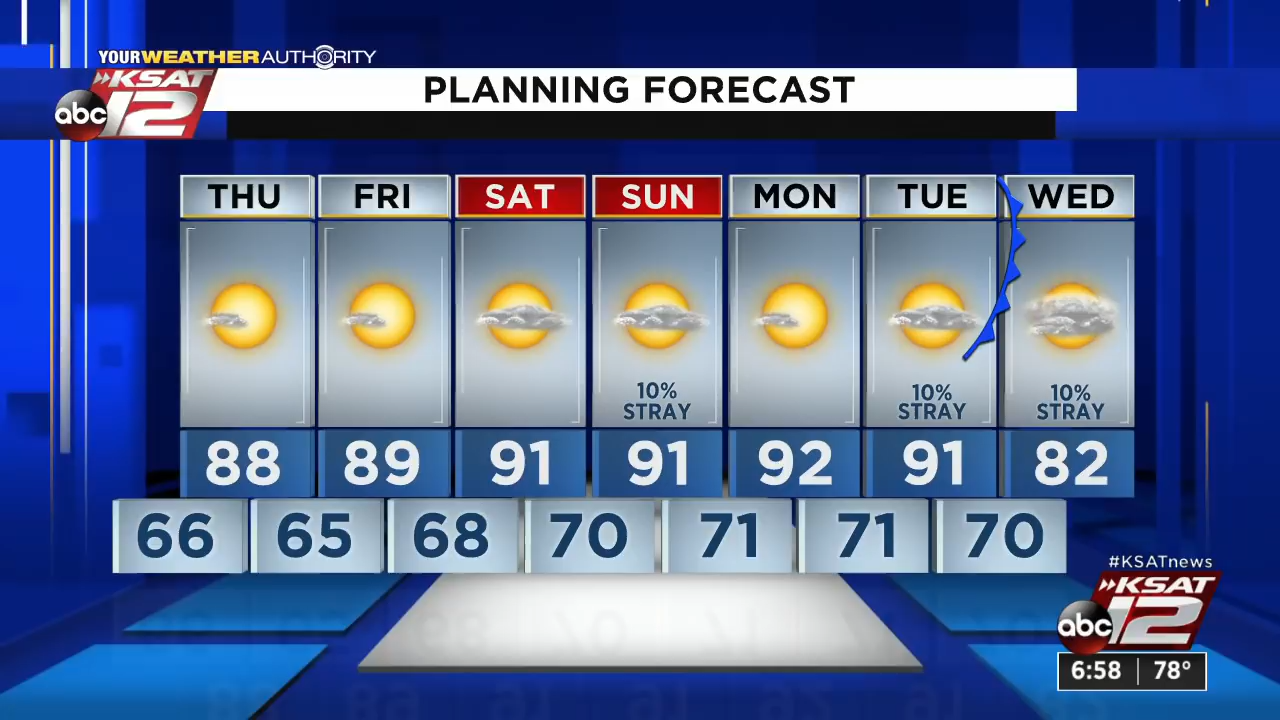 YOURWEATHERAUTHORITY
KSAT
abc 12
PLANNING FORECAST
THU FRI SAT SUN MON TUE WED
10% 10% 10%
STRAY STRAY STRAY
88 89 91 91 92 91 82
66 65 68 70 71 71 70
#KSATnews
KSAT
abc 12
6:58 78°